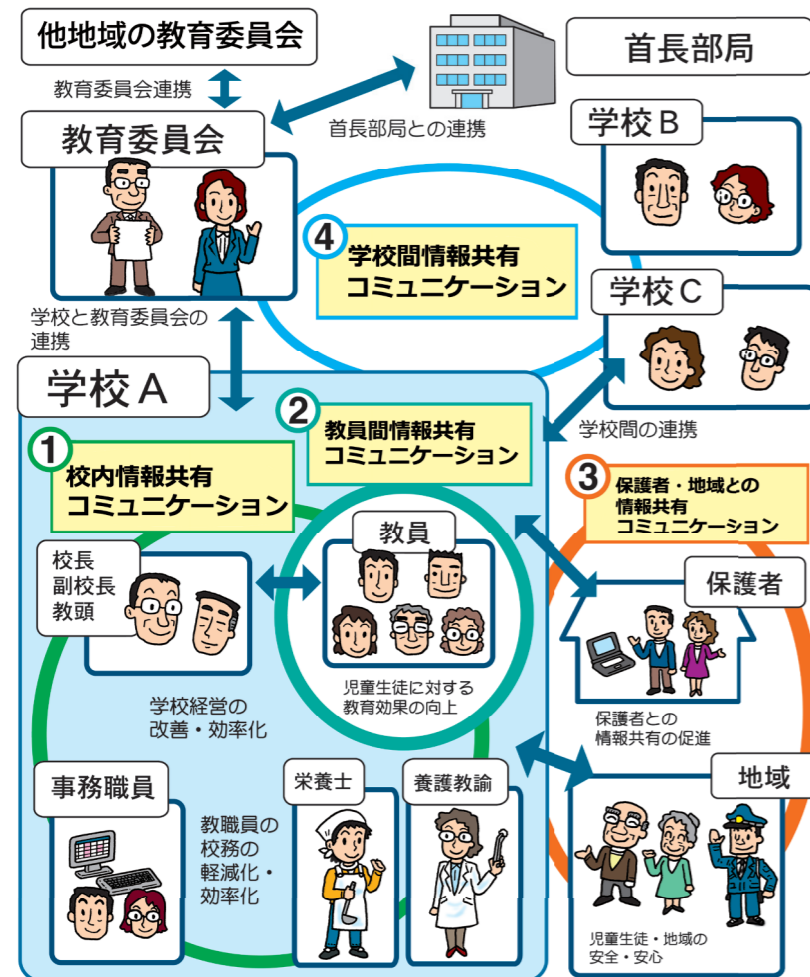 他地域の教育委員会
首長部局
教育委員会連携
首長部局との連携
教育委員会
学校B
④
学校間情報共有
コミュニケーション
学校C
学校と教育委員会の
連携
学校間の連携
学校A
①
校内情報共有
コミュニケーション
②
教員間情報共有
コミュニケーション
③
保護者・地域との
情報共有
コミュニケーション
校長
副校長
教頭
教員
保護者
学校経営の
改善・効率化
児童生徒に対する
教育効果の向上
保護者との
情報共有の促進
事務職員
教職員の
校務の
軽減化・
効率化
栄養士
養護教諭
地域
児童生徒・地域の
安全・安心